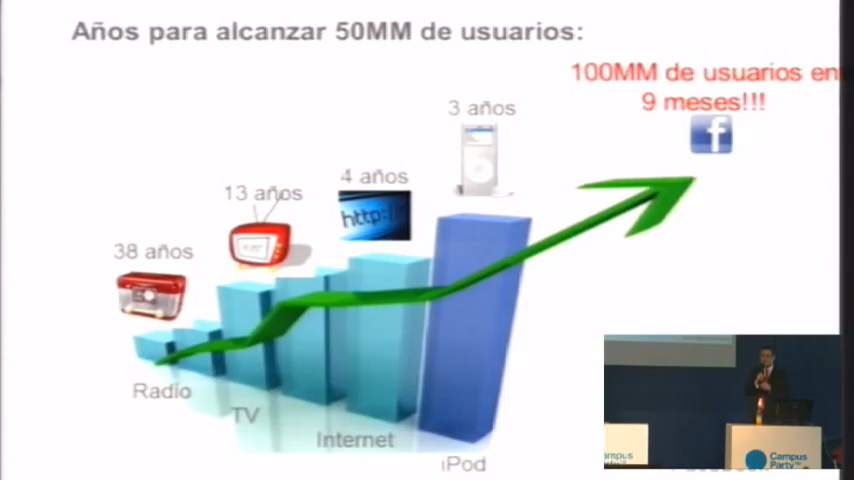 Años para alcanzar 50MM de usuarios:
100MM de usuarios en
9 meses!!!
3 años
4 años
13 años
38 años
http:/
Radio
TV
Internet
iPod
ampus
Campus
Party